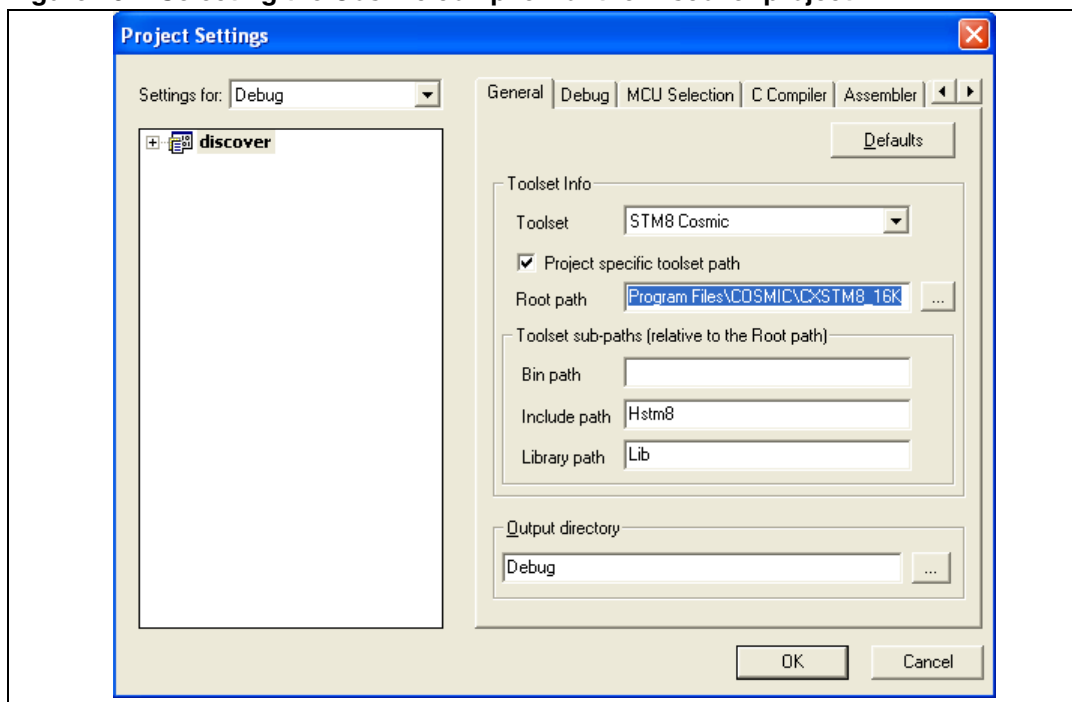 Project Settings
Settings for: Debug
discover
General Debug MCU Selection C Compiler Assembler
Defaults
Toolset Info
Toolset STM8 Cosmic
Project specific toolset path
Root path Program Files\COSMIC\CXSTM8_16K ...
Toolset sub-paths (relative to the Root path)
Bin path
Include path Hstm8
Library path Lib
Output directory
Debug ...
OK Cancel